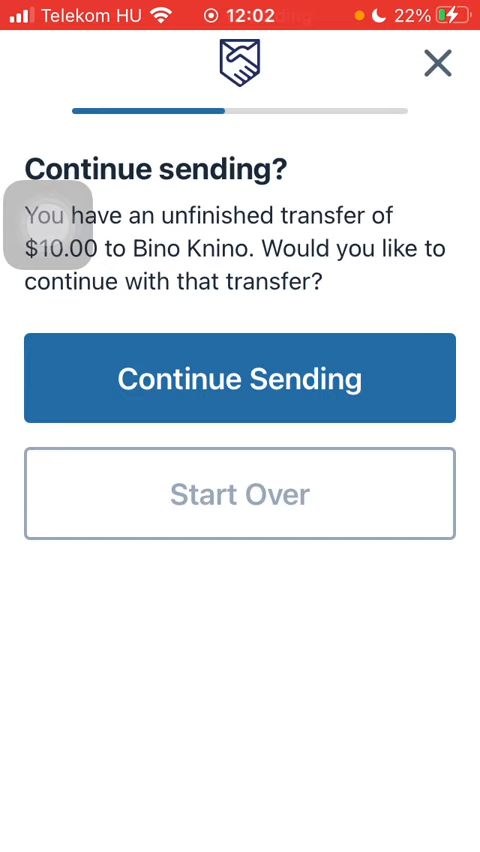 Telekom HU 12:02 22%
Continue sending?
You have an unfinished transfer of
$10.00 to Bino Knino. Would you like to
continue with that transfer?
Continue Sending
Start Over